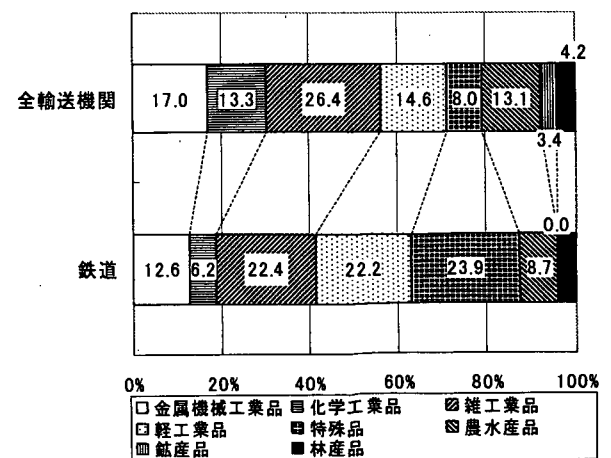 4.2
全輸送機関 17.0 13.3 26.4 14.6 8.0 13.1
3.4
0.0
鉄道 12.6 6.2 22.4 22.2 23.9 8.7
0% 20% 40% 60% 80% 100%
金属機械工業品 化学工業品 雑工業品
軽工業品 特殊品 農水産品
鉱産品 林産品